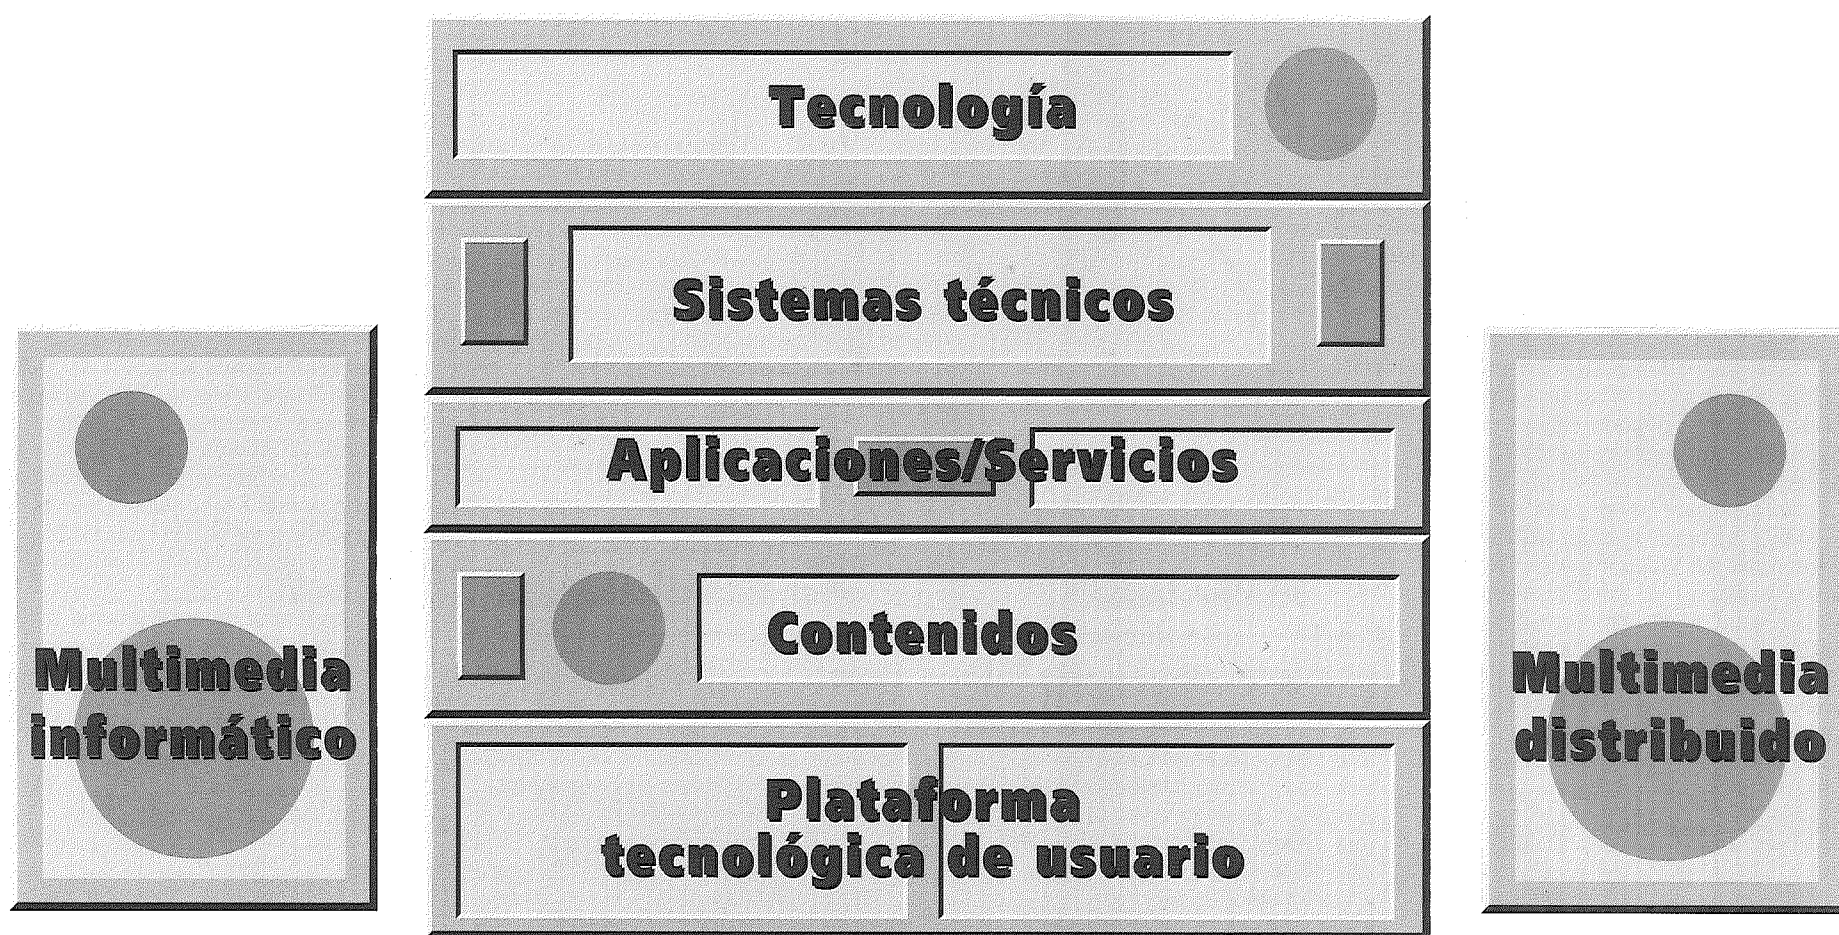 Tecnología
Sistemas técnicos
Aplicaciones/Servicios
Contenidos
Plataforma
tecnológica de usuario
Multimedia
informático
Multimedia
distribuido